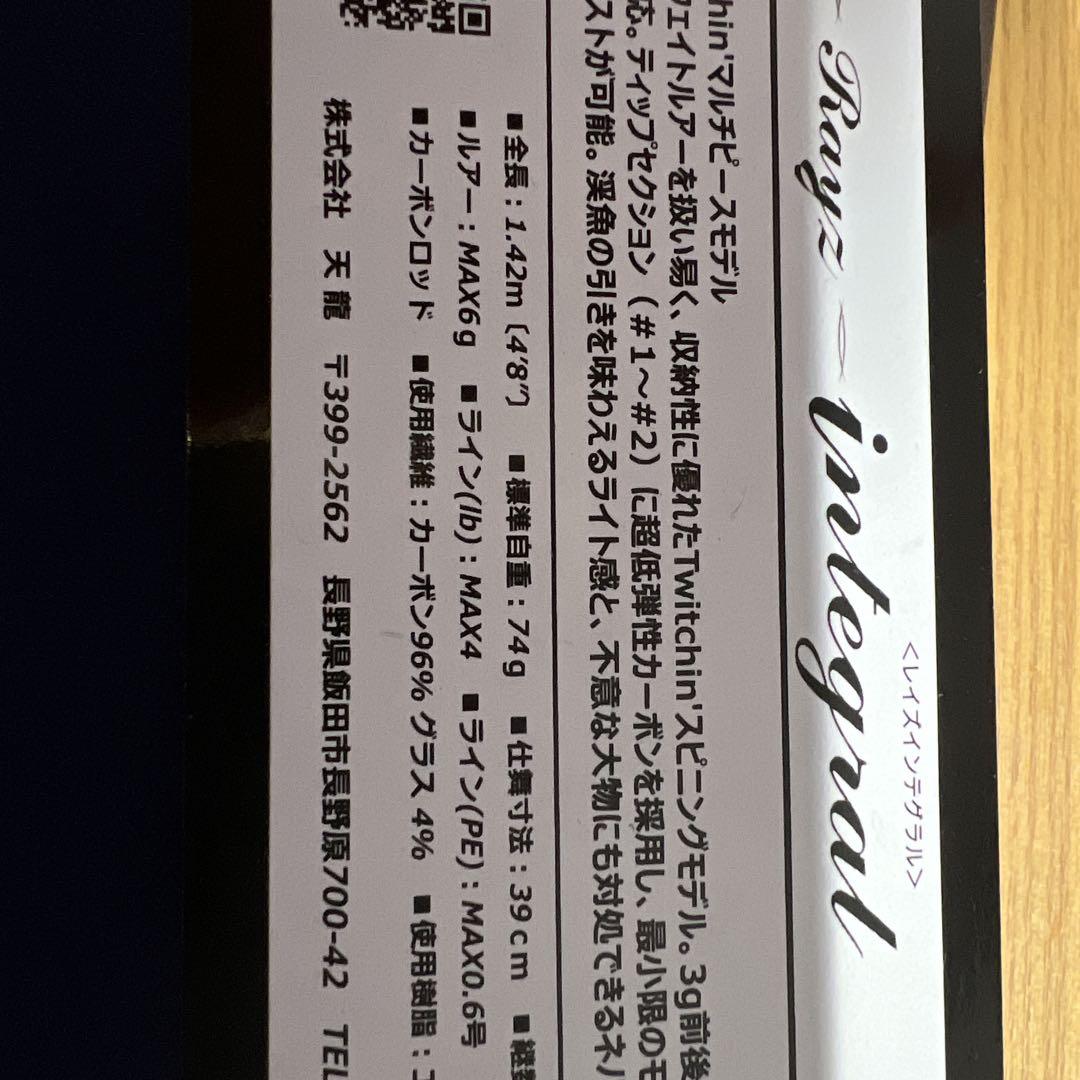 Rayz integral
<レイズインテグラル>
chin'マルチピースモデル
ウェイトルアーを扱い易く、収納性に優れたTwitchin'スピニングモデル。3g前後
応。ティップセクション（#1～#2）に超低弾性カーボンを採用し、最小限のモ
ストが可能。渓魚の引きを味わえるライト感と、不意な大物にも対処できるネ
■全長：1.42m〔4'8"〕 ■標準自重：74g ■仕舞寸法：39cm ■継数
■ルアー：MAX6g ■ライン(lb)：MAX4 ■ライン(PE)：MAX0.6号
■カーボンロッド ■使用繊維：カーボン96% グラス 4% ■使用樹脂：エ
株式会社 天龍 〒399-2562 長野県飯田市長野原700-42 TEL